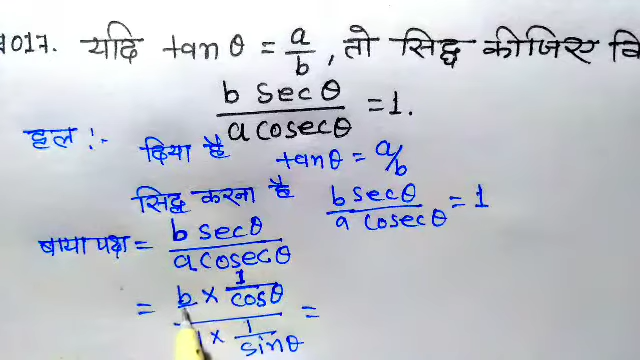 2017. यदि tanθ = a/b, तो सिद्ध कीजिए कि
b secθ / a cosecθ = 1.
हल :-
दिया है tanθ = a/b
सिद्ध करना है b secθ / a cosecθ = 1
बाया पक्ष = b secθ / a cosecθ
= b × 1/cosθ / × 1/sinθ =